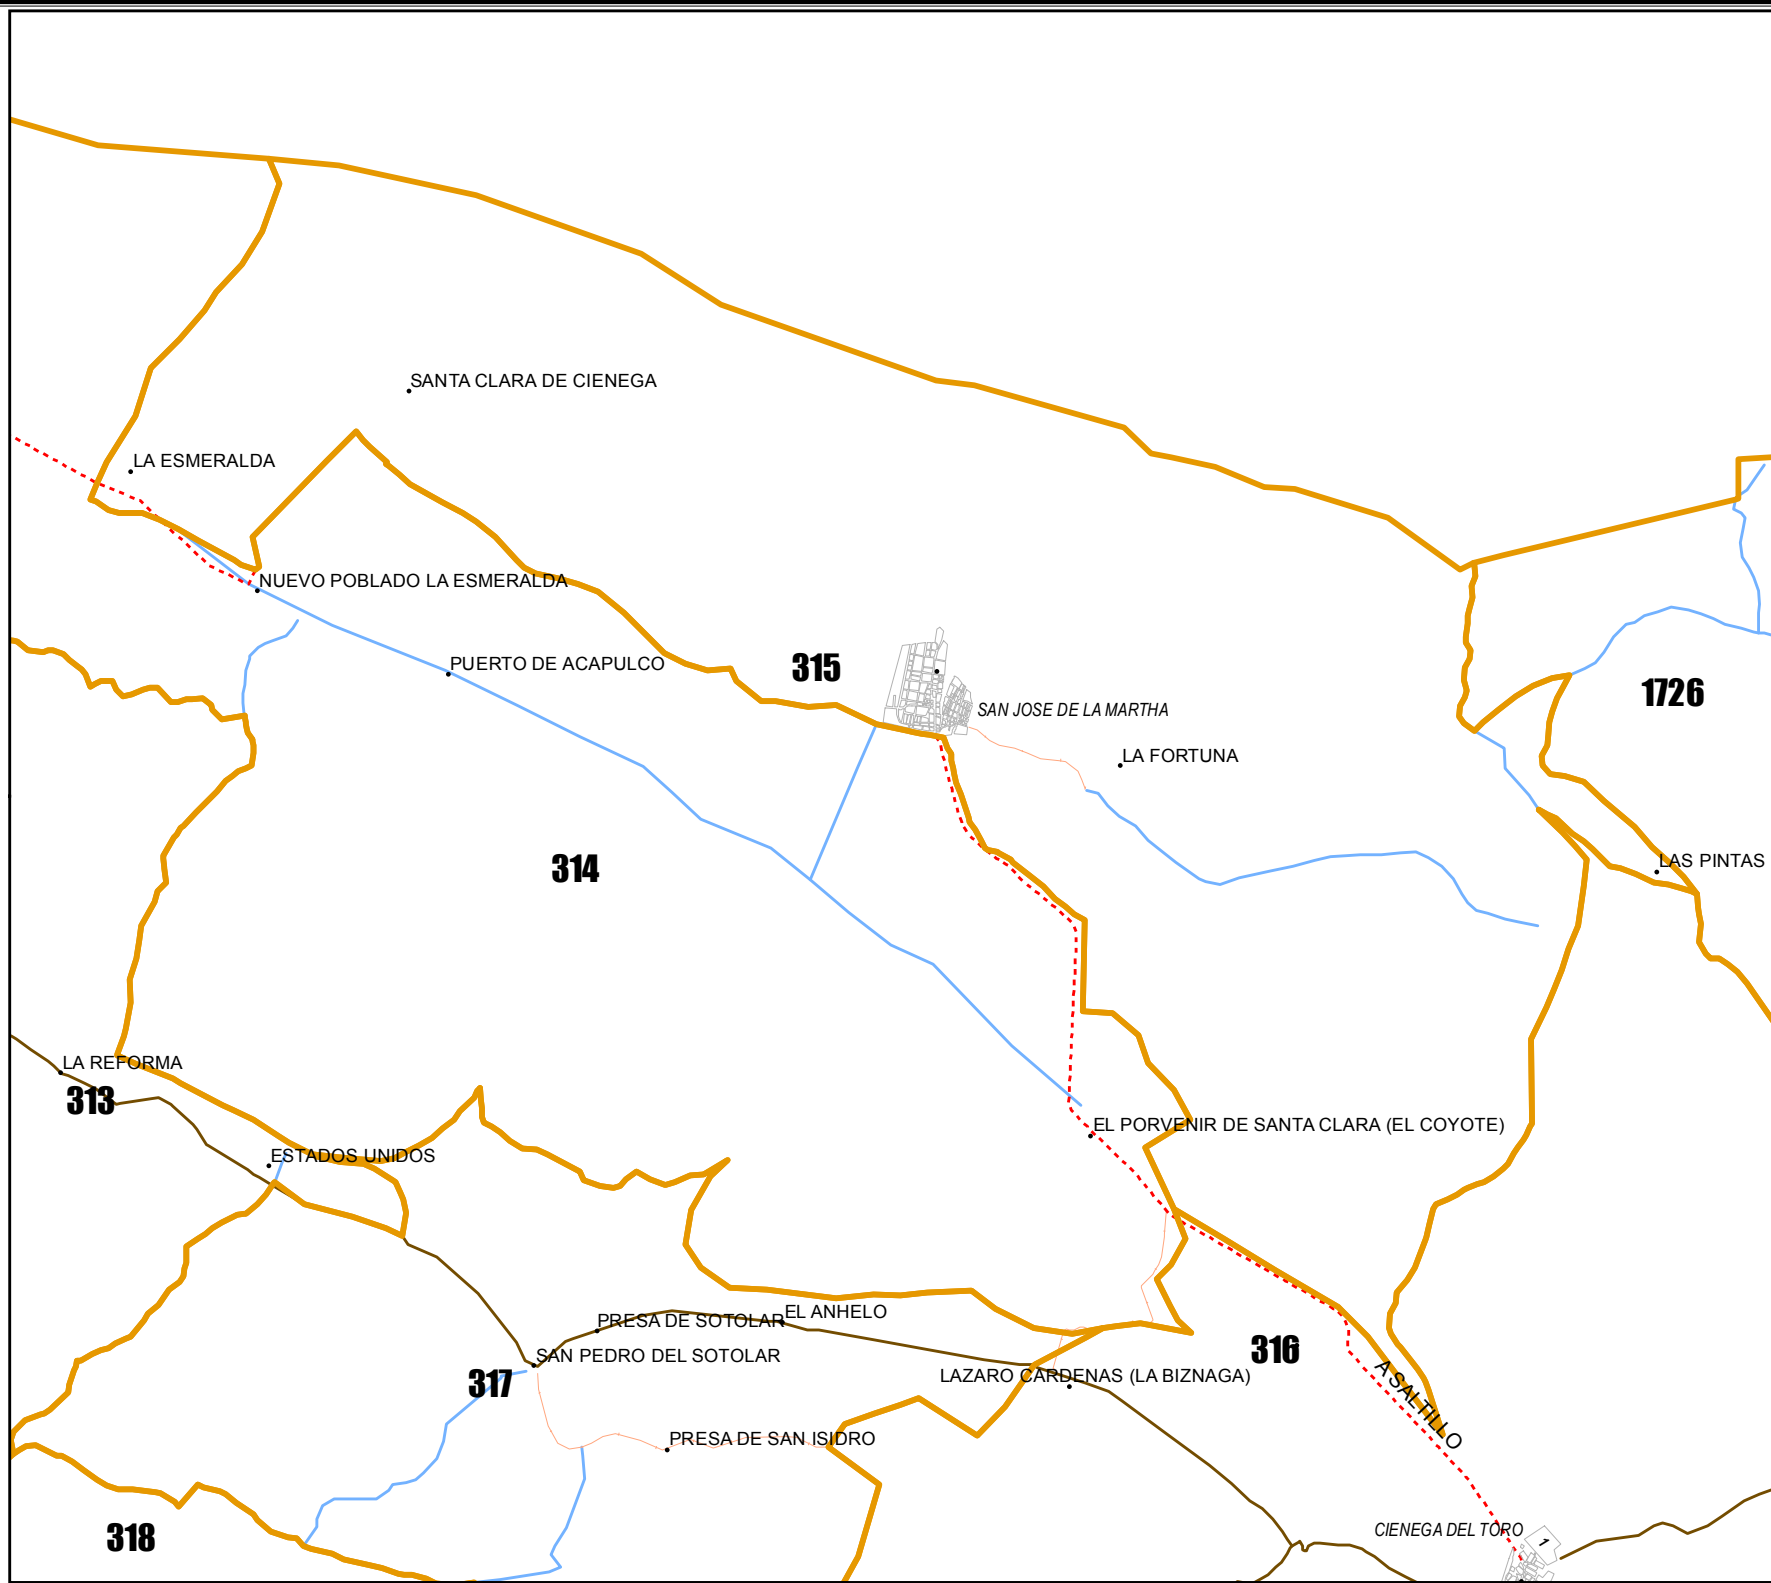 SANTA CLARA DE CIENEGA
LA ESMERALDA
NUEVO POBLADO LA ESMERALDA
PUERTO DE ACAPULCO
315
1726
SAN JOSE DE LA MARTHA
LA FORTUNA
314
LAS PINTAS
LA REFORMA
313
EL PORVENIR DE SANTA CLARA (EL COYOTE)
ESTADOS UNIDOS
EL ANHELO
PRESA DE SOTOLAR
SAN PEDRO DEL SOTOLAR
316
LAZARO CARDENAS (LA BIZNAGA)
317
A SALTILLO
PRESA DE SAN ISIDRO
318
CIENEGA DEL TORO
1